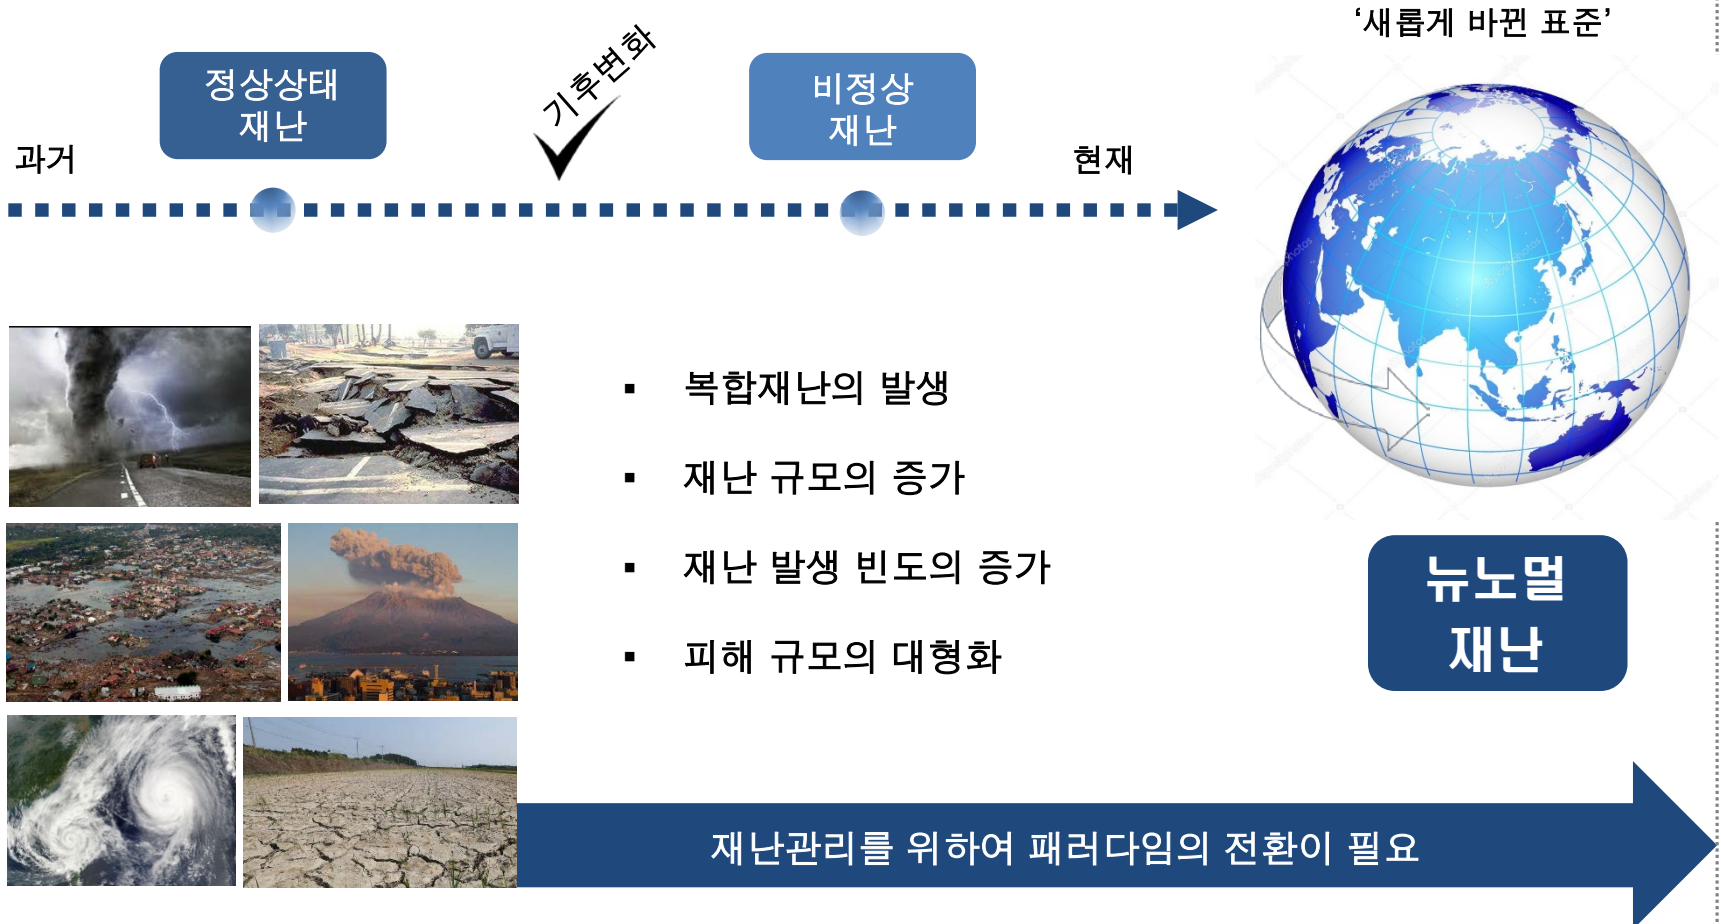 ‘새롭게 바뀐 표준’
정상상태
재난
기후변화
비정상
재난
과거
현재
▪ 복합재난의 발생
▪ 재난 규모의 증가
▪ 재난 발생 빈도의 증가
▪ 피해 규모의 대형화
뉴노멀
재난
재난관리를 위하여 패러다임의 전환이 필요